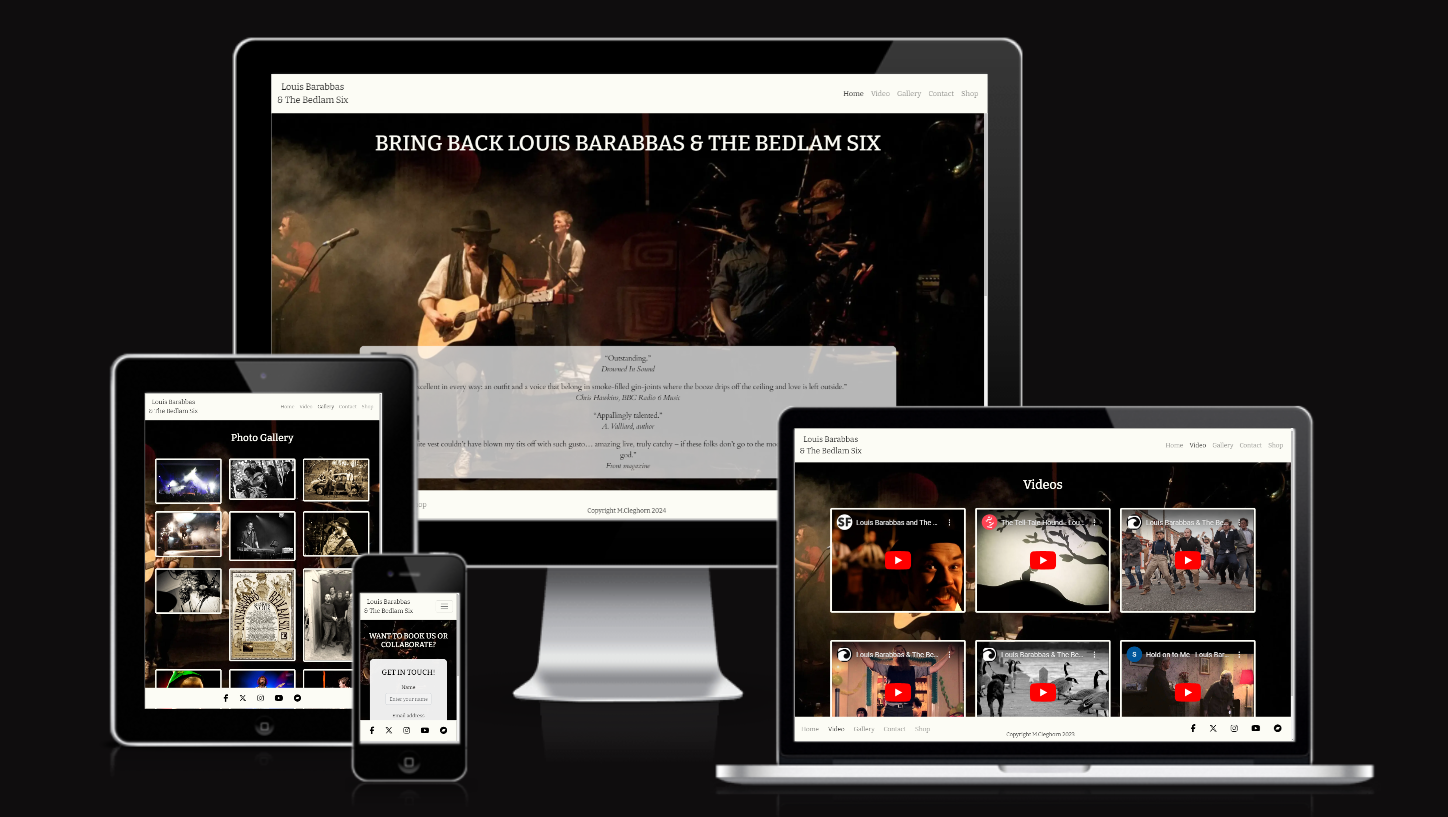 Louis Barabbas
& The Bedlam Six
Home Video Gallery Contact Shop
BRING BACK LOUIS BARABBAS & THE BEDLAM SIX
“Outstanding.”
Drowned In Sound
excellent in every way: an outfit and a voice that belong in smoke-filled gin-joints where the booze drips off the ceiling and love is left outside.”
Chris Hawkins, BBC Radio 6 Music
“Appallingly talented.”
A. Valliard, author
vest couldn’t have blown my tits off with such gusto… amazing live, truly catchy – if these folks don’t go to the
god.”
Front magazine
Copyright M.Cleghorn 2024
Louis Barabbas
& The Bedlam Six
Home Video Gallery Contact Shop
Photo Gallery
Louis Barabbas
& The Bedlam Six
WANT TO BOOK US OR
COLLABORATE?
GET IN TOUCH!
Name
Enter your name
Email address
Louis Barabbas
& The Bedlam Six
Home Video Gallery Contact Shop
Videos
SF Louis Barabbas and The ...
The Tell Tale Hound - Lou...
Louis Barabbas & The Be...
Louis Barabbas & The Be...
Louis Barabbas & The Be...
S Hold on to Me - Louis Bar...
Home Video Gallery Contact Shop
Copyright M.Cleghorn 2023